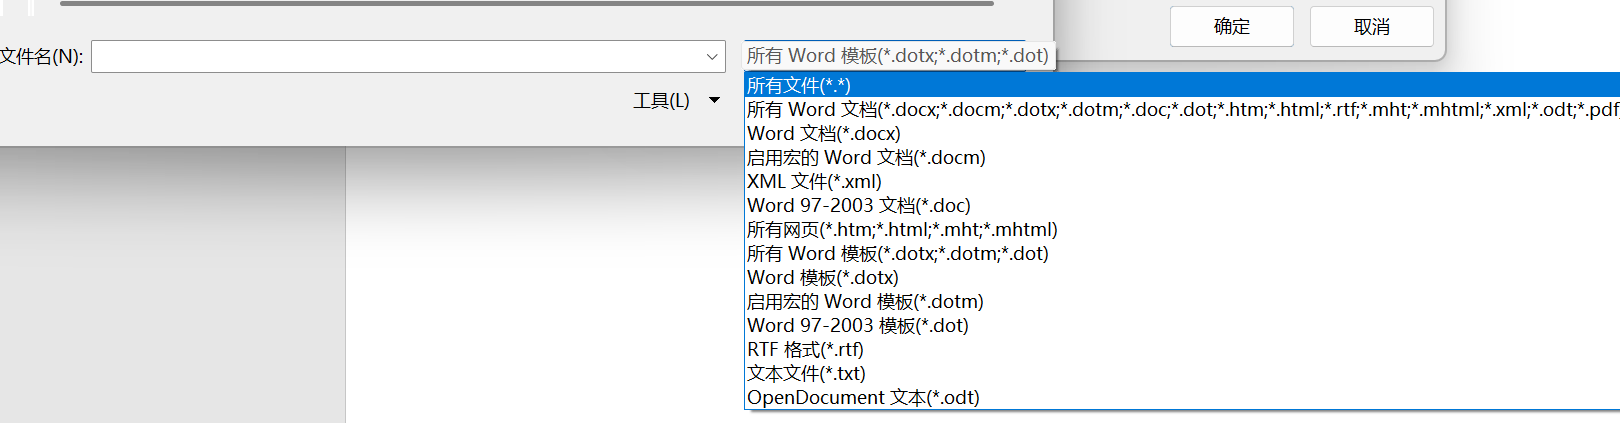 确定 取消
文件名(N): 所有 Word 模板(*.dotx;*.dotm;*.dot)
工具(L)
所有文件(*.*)
所有 Word 文档(*.docx;*.docm;*.dotx;*.dotm;*.doc;*.dot;*.htm;*.html;*.rtf;*.mht;*.mhtml;*.xml;*.odt;*.pdf
Word 文档(*.docx)
启用宏的 Word 文档(*.docm)
XML 文件(*.xml)
Word 97-2003 文档(*.doc)
所有网页(*.htm;*.html;*.mht;*.mhtml)
所有 Word 模板(*.dotx;*.dotm;*.dot)
Word 模板(*.dotx)
启用宏的 Word 模板(*.dotm)
Word 97-2003 模板(*.dot)
RTF 格式(*.rtf)
文本文件(*.txt)
OpenDocument 文本(*.odt)